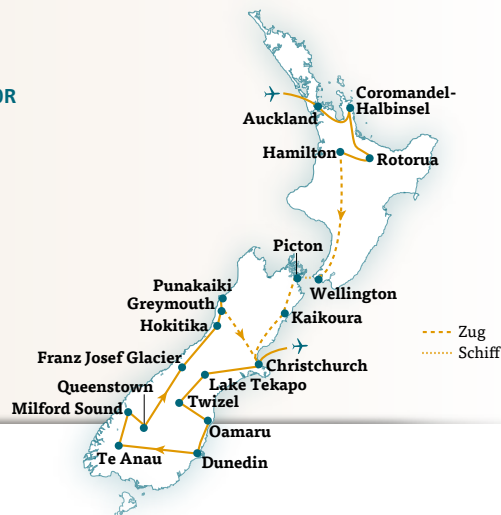 OR
Coromandel-
Halbinsel
Auckland
Hamilton
Rotorua
Picton
Wellington
Punakaiki
Greymouth
Hokitika
Kaikoura
Zug
Schiff
Franz Josef Glacier
Christchurch
Queenstown
Lake Tekapo
Milford Sound
Twizel
Oamaru
Te Anau
Dunedin